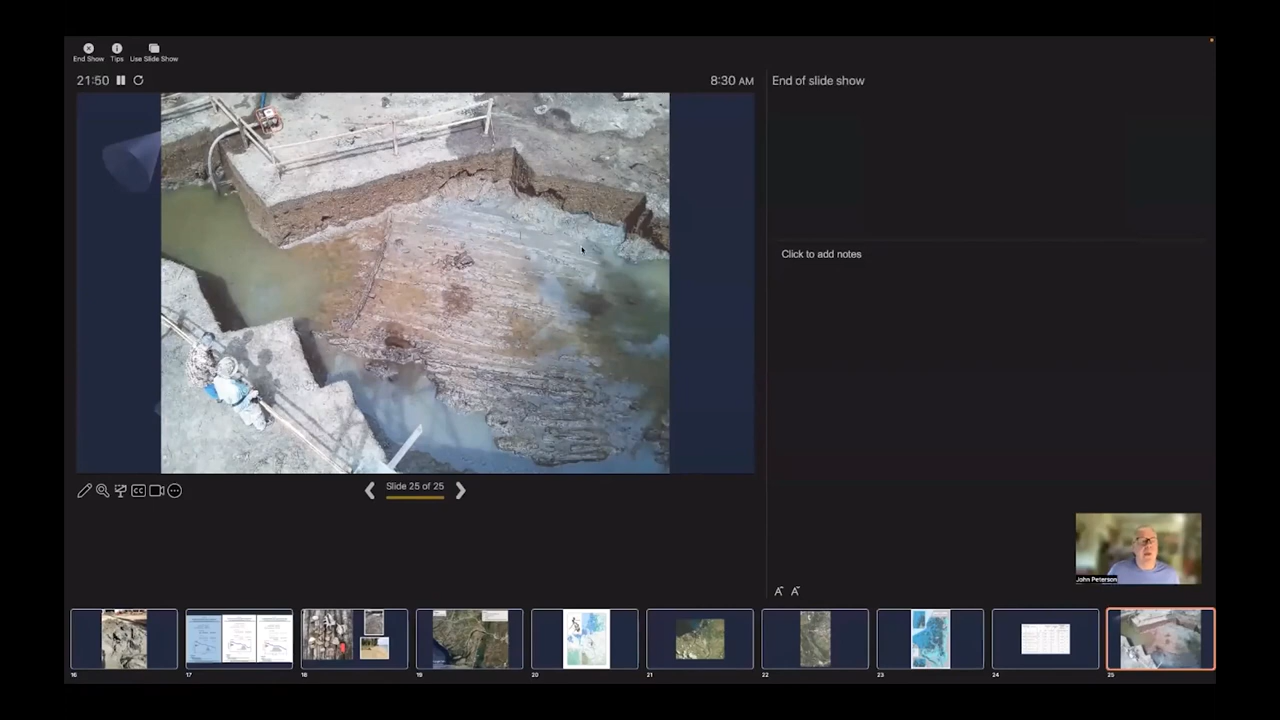 End Show Tips Use Slide Show
21:50 8:30 AM
End of slide show
Click to add notes
CC
Slide 25 of 25
John Peterson
A A
16 17 18 19 20 21 22 23 24 25